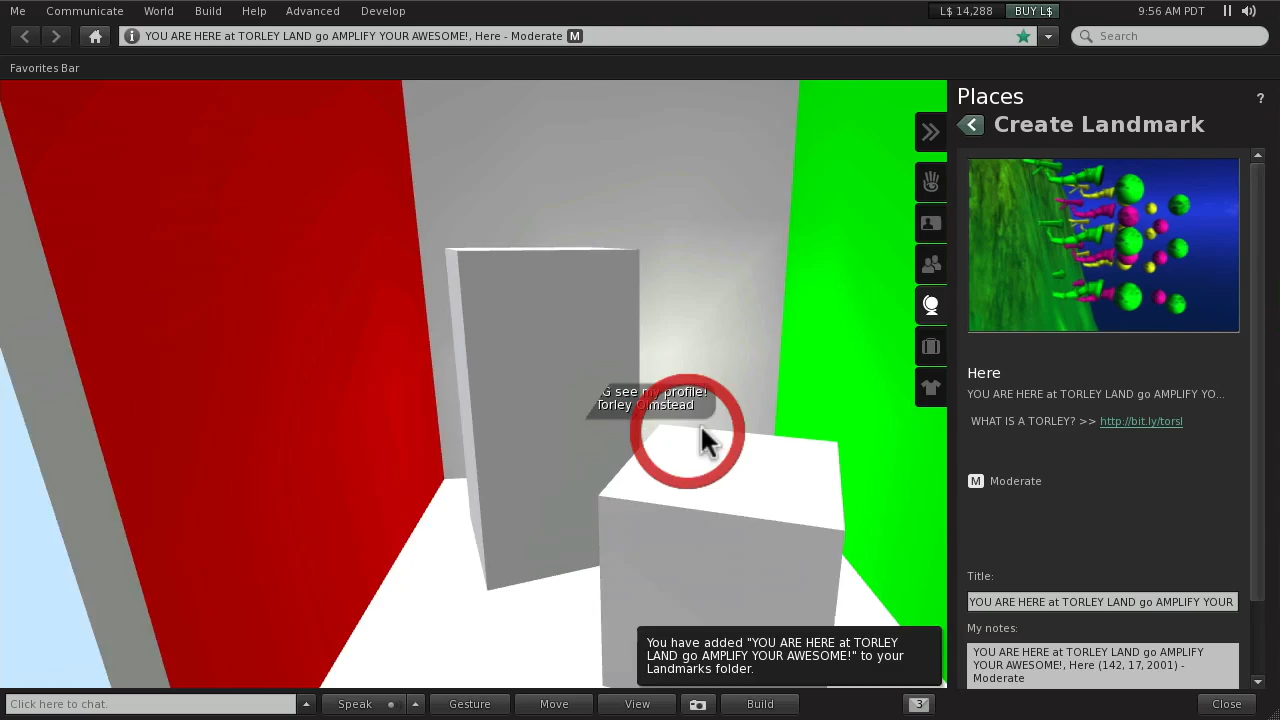 Me Communicate World Build Help Advanced Develop L$ 14,288 BUY L$ 9:56 AM PDT
YOU ARE HERE at TORLEY LAND go AMPLIFY YOUR AWESOME!, Here - Moderate M Search
Favorites Bar
Places ?
Create Landmark
Here
YOU ARE HERE at TORLEY LAND go AMPLIFY YO...
WHAT IS A TORLEY? >> http://bit.ly/torsl
M Moderate
Title:
YOU ARE HERE at TORLEY LAND go AMPLIFY YOUR
My notes:
YOU ARE HERE at TORLEY LAND go AMPLIFY
YOUR AWESOME!, Here (142, 17, 2001) -
Moderate
G see my profile!
Torley Olmstead
You have added "YOU ARE HERE at TORLEY
LAND go AMPLIFY YOUR AWESOME!" to your
Landmarks folder.
Click here to chat. Speak Gesture Move View Build 3 Close